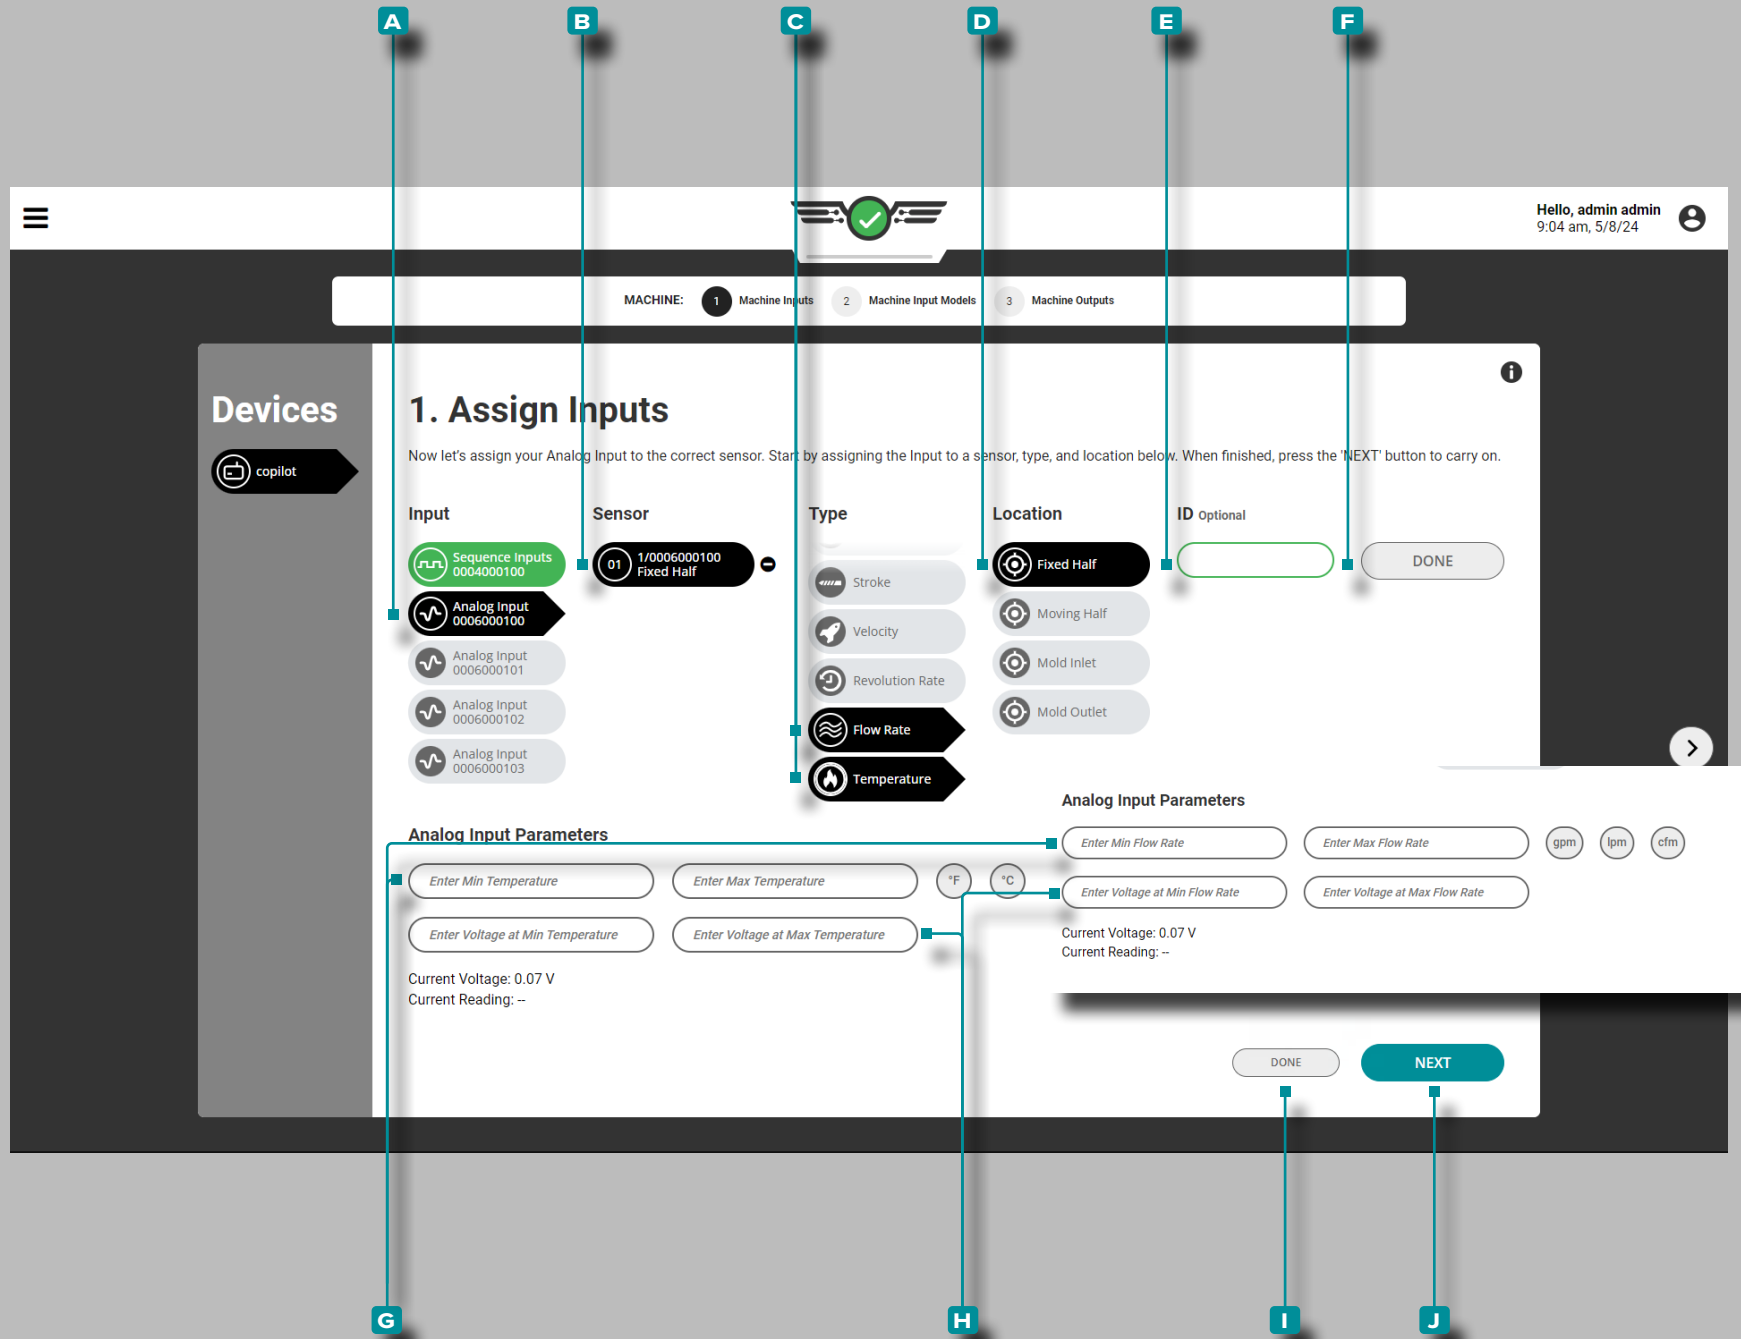 A B C D E F
Hello, admin admin
9:04 am, 5/8/24
MACHINE: 1 Machine Inputs 2 Machine Input Models 3 Machine Outputs
Devices
copilot
1. Assign Inputs
Now let's assign your Analog Input to the correct sensor. Start by assigning the Input to a sensor, type, and location below. When finished, press the 'NEXT' button to carry on.
Input
Sequence Inputs
0004000100
Analog Input
0006000100
Analog Input
0006000101
Analog Input
0006000102
Analog Input
0006000103
Sensor
01
1/0006000100
Fixed Half
Type
Stroke
Velocity
Revolution Rate
Flow Rate
Temperature
Location
Fixed Half
Moving Half
Mold Inlet
Mold Outlet
ID Optional
DONE
Analog Input Parameters
Enter Min Temperature Enter Max Temperature °F °C
Enter Voltage at Min Temperature Enter Voltage at Max Temperature
Current Voltage: 0.07 V
Current Reading: --
Analog Input Parameters
Enter Min Flow Rate Enter Max Flow Rate gpm lpm cfm
Enter Voltage at Min Flow Rate Enter Voltage at Max Flow Rate
Current Voltage: 0.07 V
Current Reading: --
DONE NEXT
G H I J